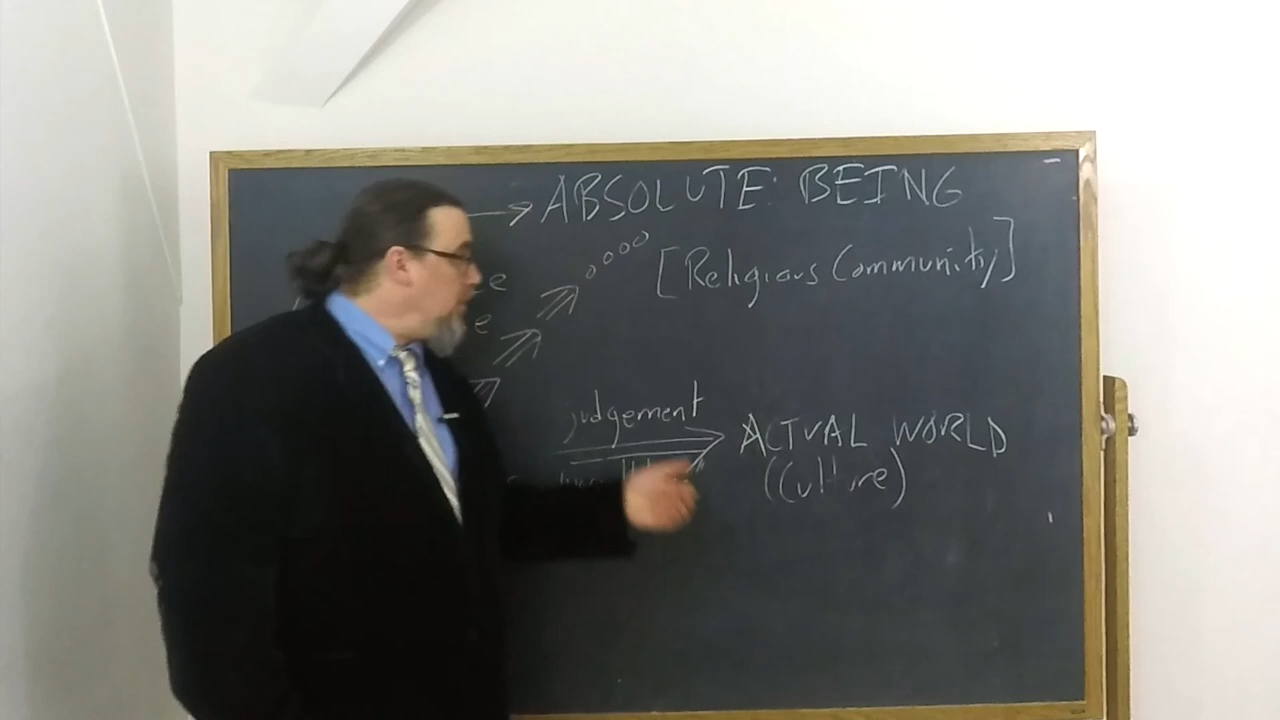 ABSOLUTE BEING
[Religious Community]
judgement
ACTUAL WORLD
(Culture)